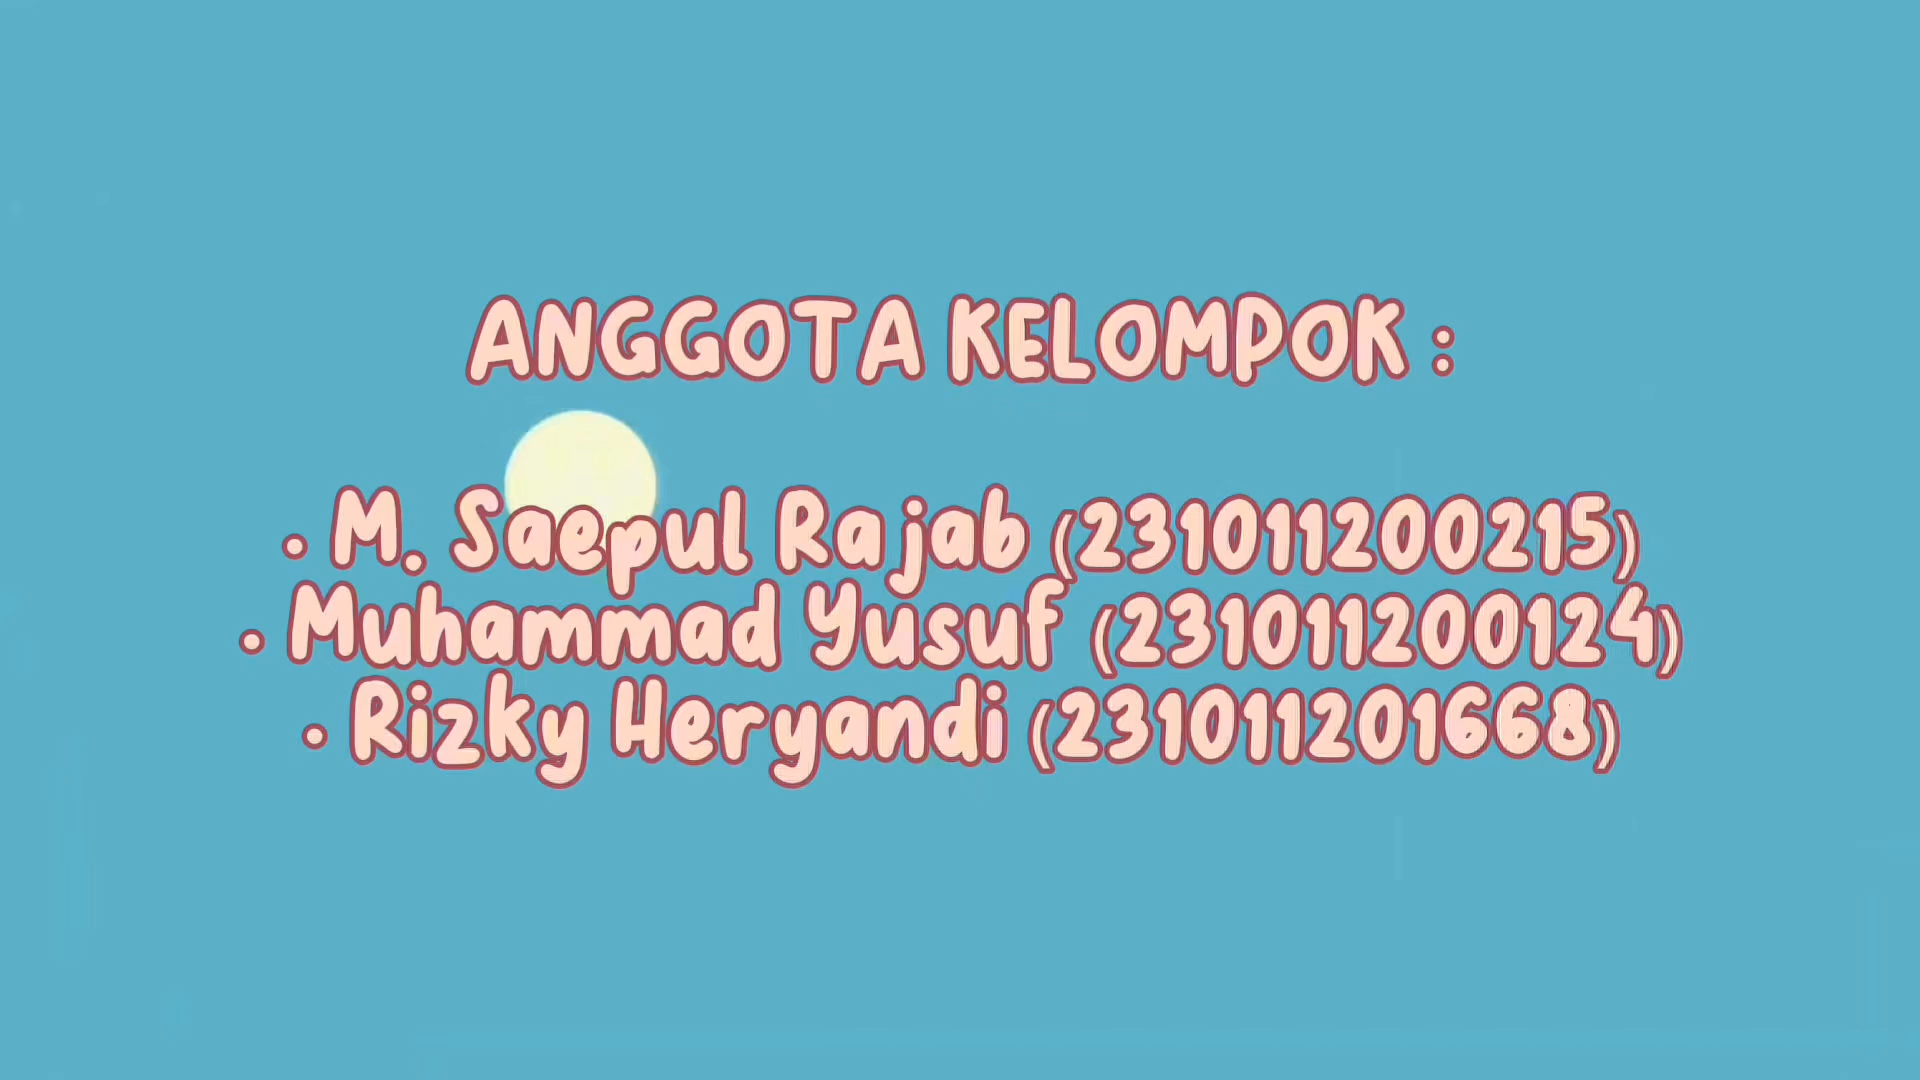 ANGGOTA KELOMPOK :
• M. Saepul Rajab (231011200215)
• Muhammad Yusuf (231011200124)
• Rizky Heryandi (231011201668)